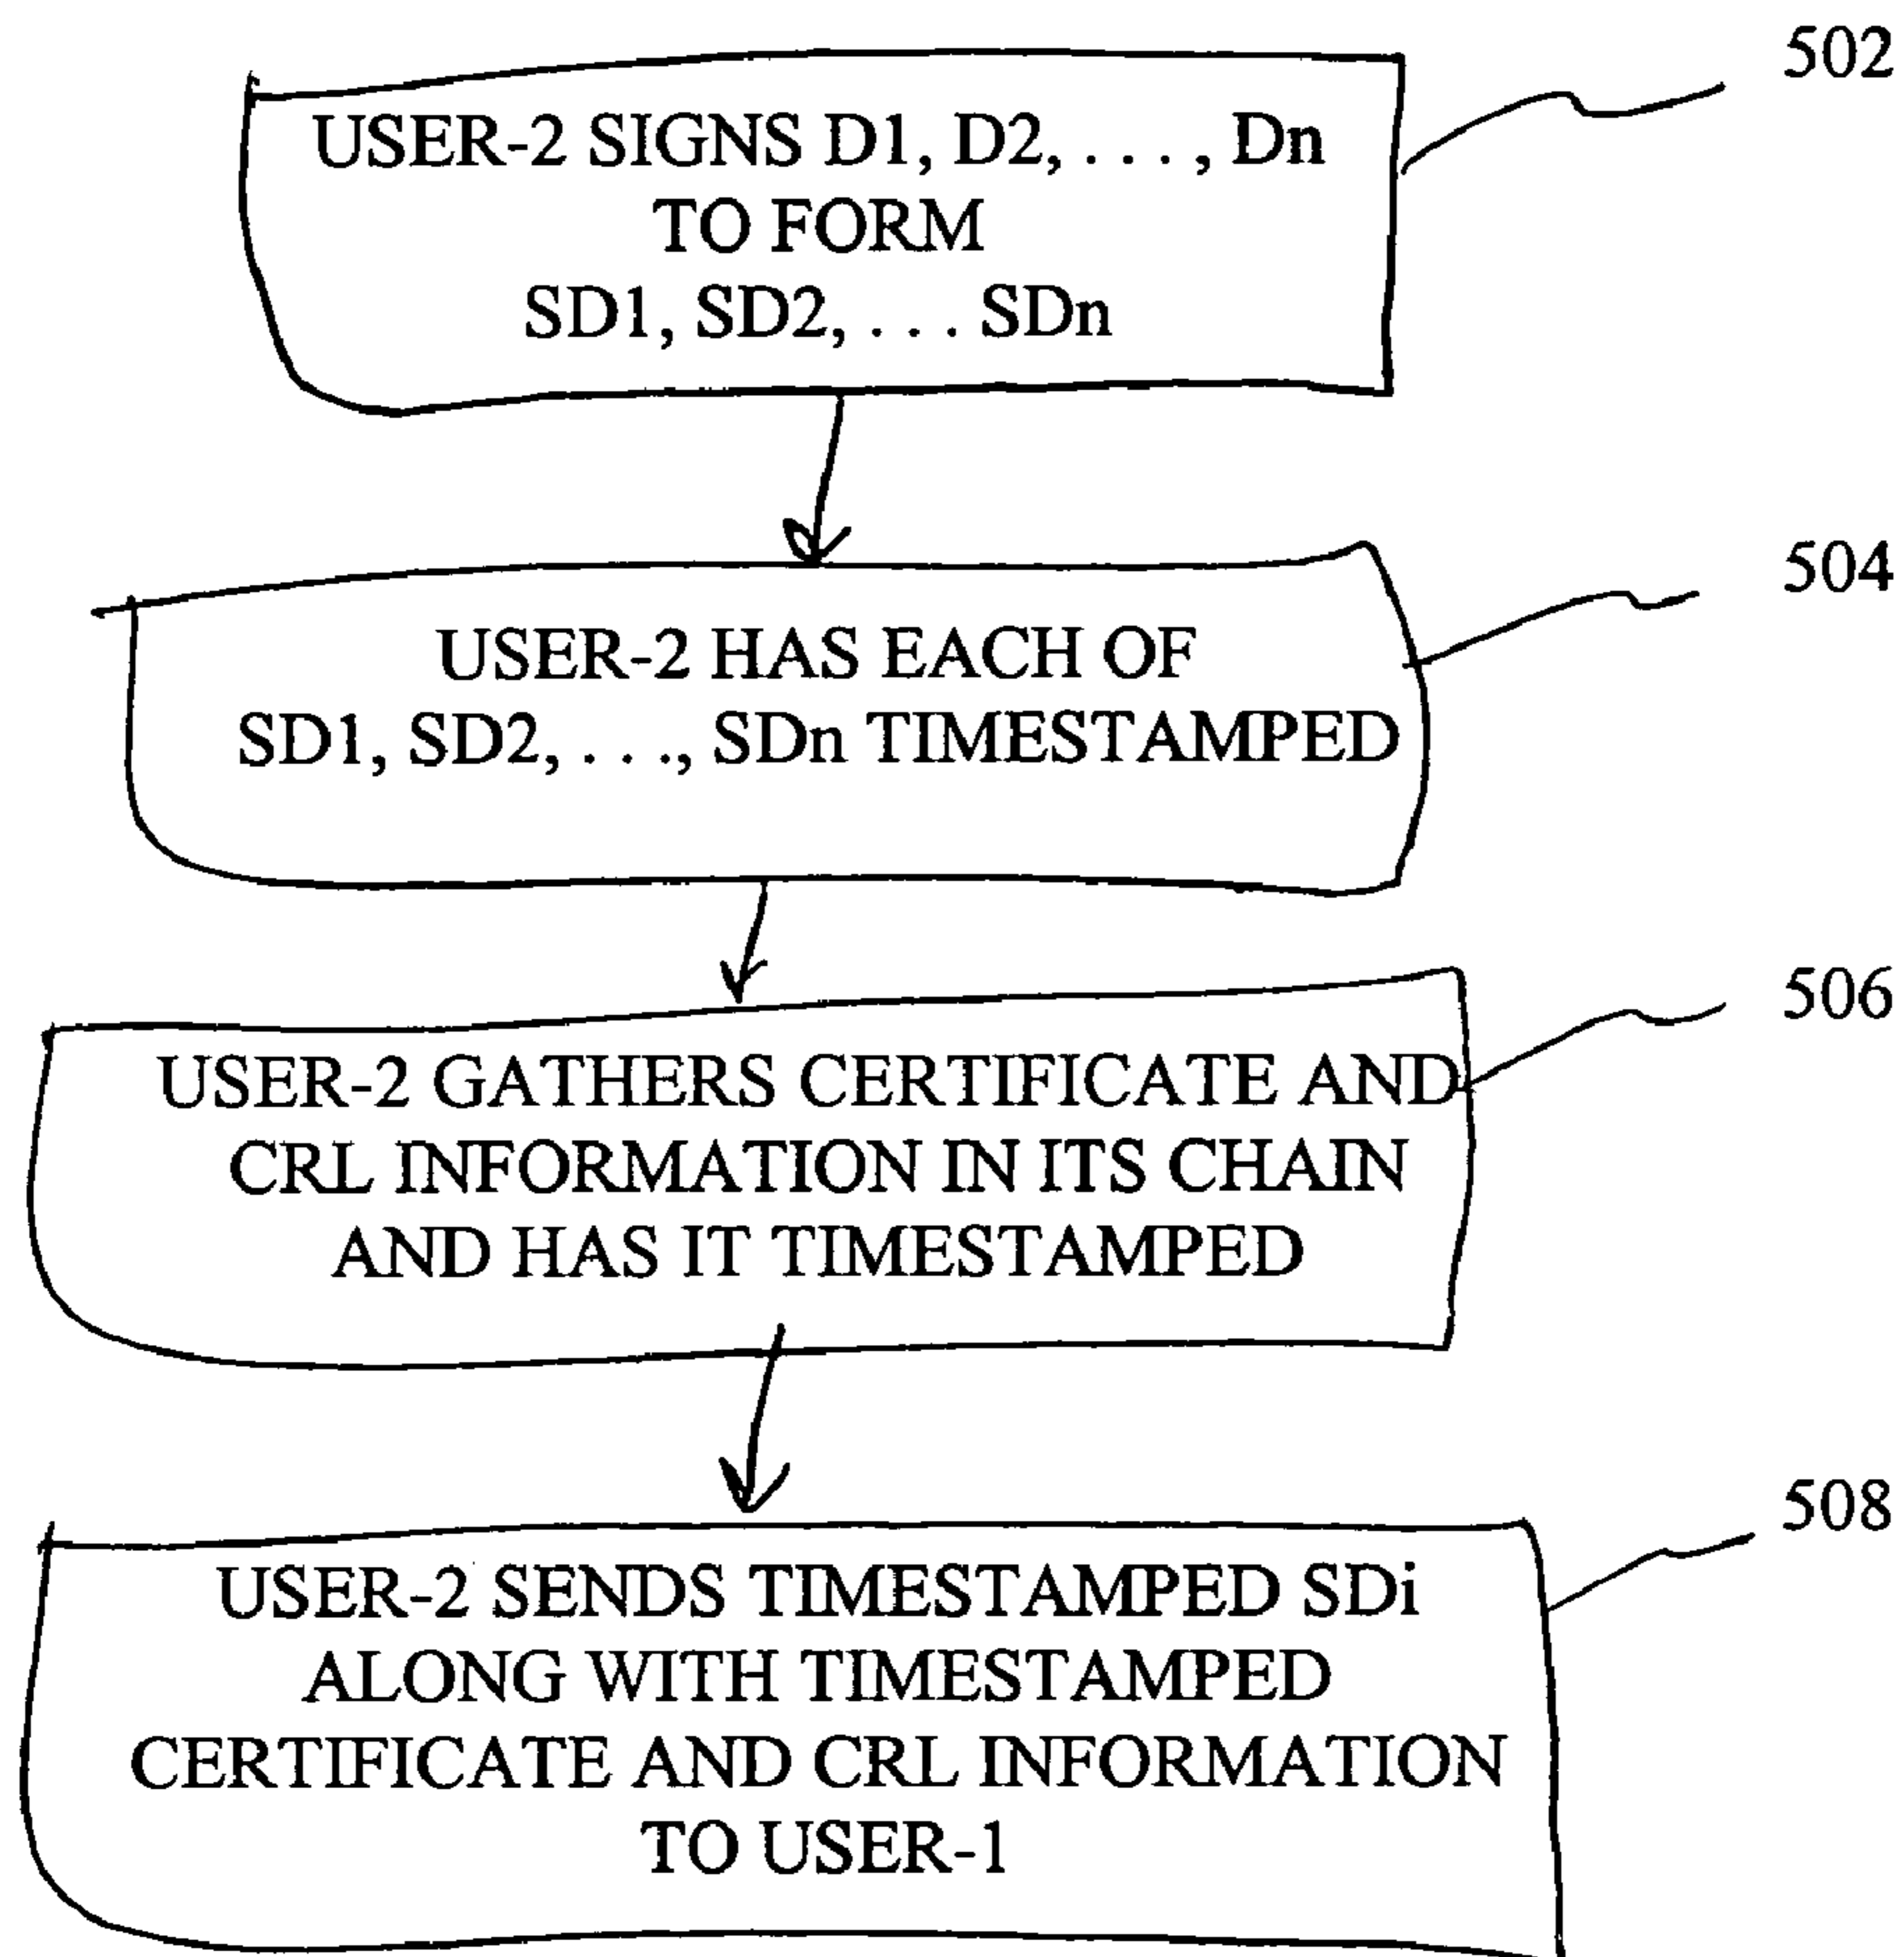 502
USER-2 SIGNS D1, D2, . . . , Dn
TO FORM
SD1, SD2, . . . SDn
504
USER-2 HAS EACH OF
SD1, SD2, . . ., SDn TIMESTAMPED
506
USER-2 GATHERS CERTIFICATE AND
CRL INFORMATION IN ITS CHAIN
AND HAS IT TIMESTAMPED
508
USER-2 SENDS TIMESTAMPED SDi
ALONG WITH TIMESTAMPED
CERTIFICATE AND CRL INFORMATION
TO USER-1